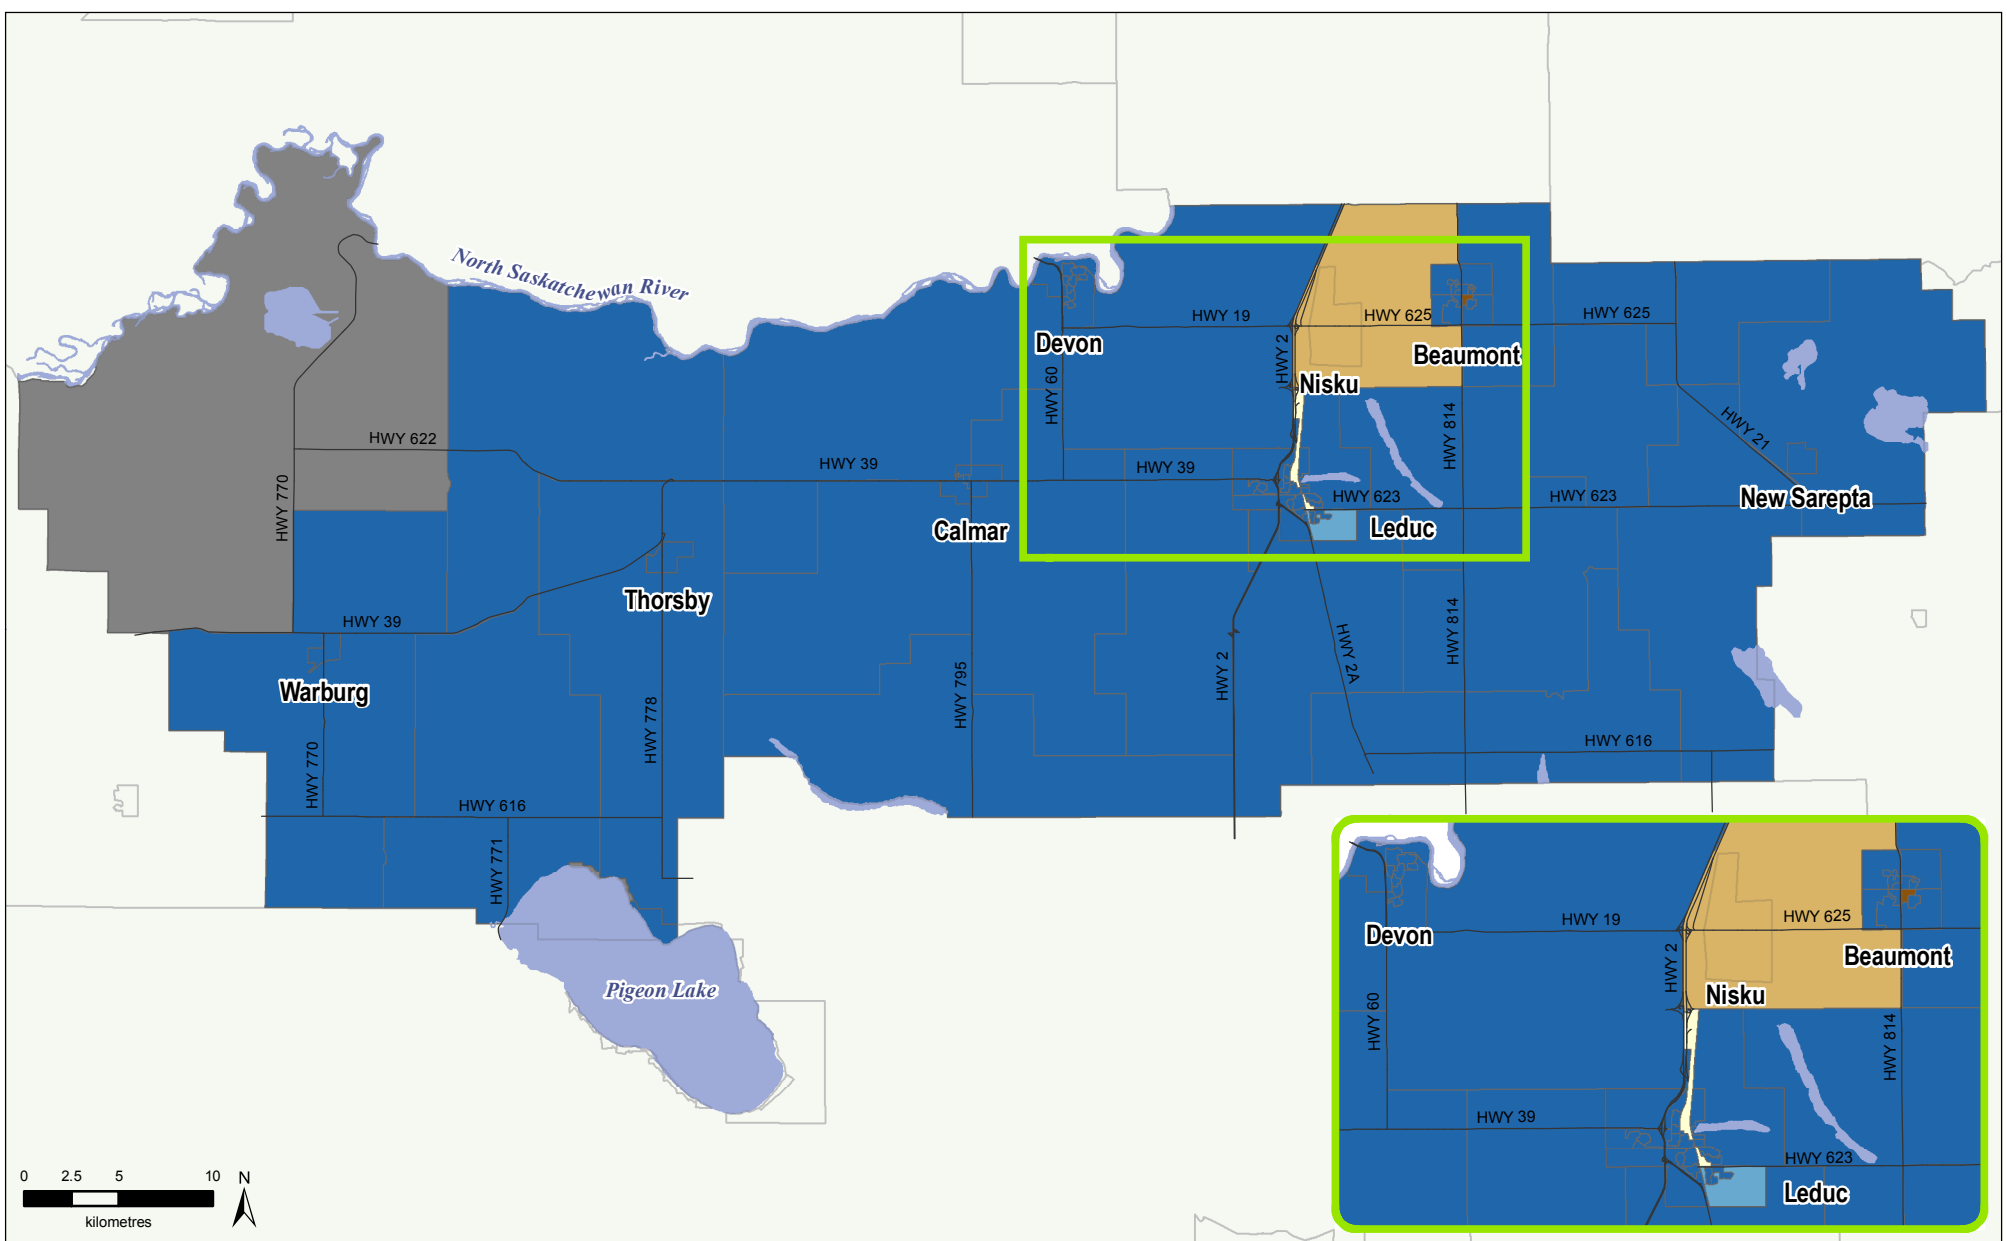 North Saskatchewan River
HWY 19
HWY 625
HWY 625
Devon
HWY 2
Beaumont
Nisku
HWY 60
HWY 814
HWY 21
HWY 622
HWY 39
HWY 39
HWY 770
HWY 623
HWY 623
New Sarepta
Calmar
Leduc
Thorsby
HWY 39
HWY 814
HWY 2A
Warburg
HWY 795
HWY 2
HWY 778
HWY 616
HWY 770
HWY 616
HWY 771
Pigeon Lake
HWY 19
HWY 625
Devon
Beaumont
HWY 2
Nisku
HWY 60
HWY 814
HWY 39
HWY 623
Leduc
0 2.5 5 10
kilometres
N